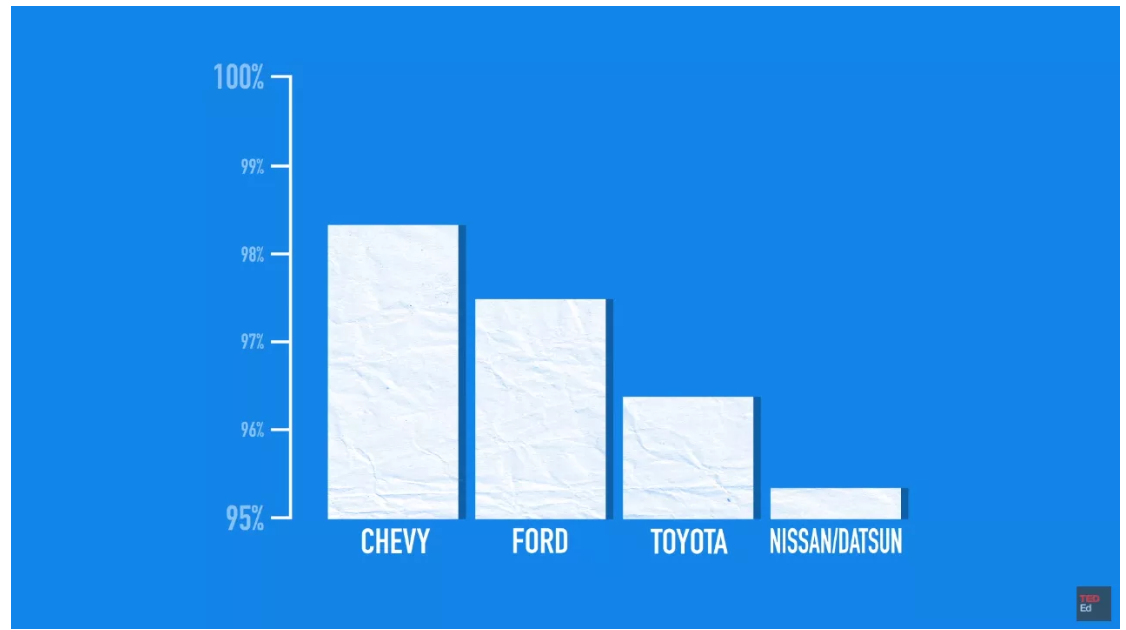 100%
99%
98%
97%
96%
95%
CHEVY
FORD
TOYOTA
NISSAN/DATSUN
TED
Ed